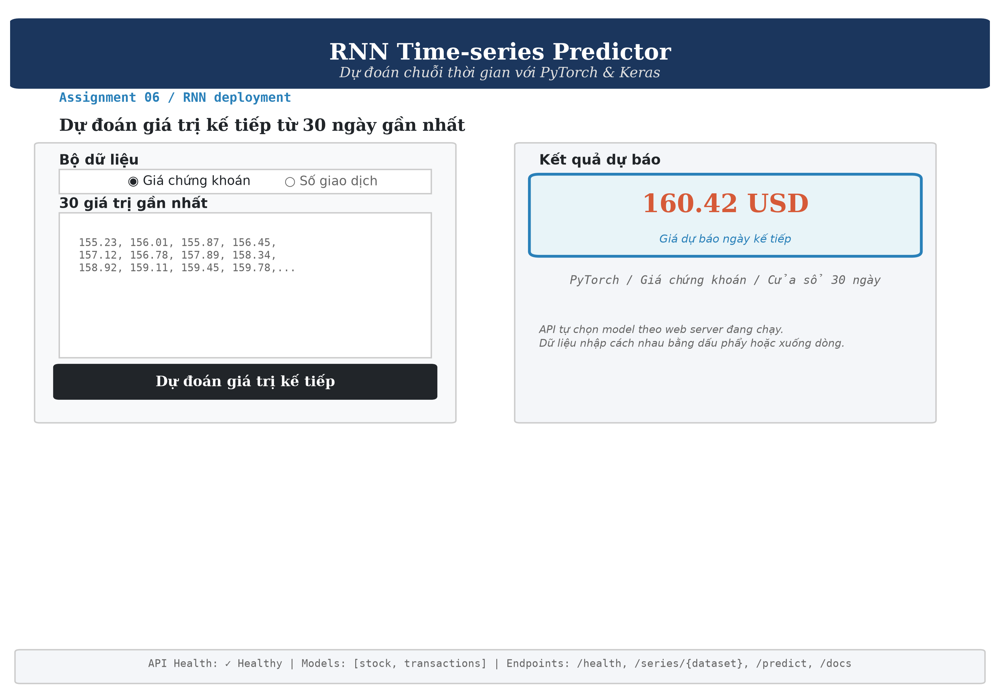 RNN Time-series Predictor
Dự đoán chuỗi thời gian với PyTorch & Keras
Assignment 06 / RNN deployment
Dự đoán giá trị kế tiếp từ 30 ngày gần nhất
Bộ dữ liệu
◉ Giá chứng khoán ○ Số giao dịch
30 giá trị gần nhất
155.23, 156.01, 155.87, 156.45,
157.12, 156.78, 157.89, 158.34,
158.92, 159.11, 159.45, 159.78,...
Dự đoán giá trị kế tiếp
Kết quả dự báo
160.42 USD
Giá dự báo ngày kế tiếp
PyTorch / Giá chứng khoán / Cửa sổ 30 ngày
API tự chọn model theo web server đang chạy.
Dữ liệu nhập cách nhau bằng dấu phẩy hoặc xuống dòng.
API Health: ✓ Healthy | Models: [stock, transactions] | Endpoints: /health, /series/{dataset}, /predict, /docs